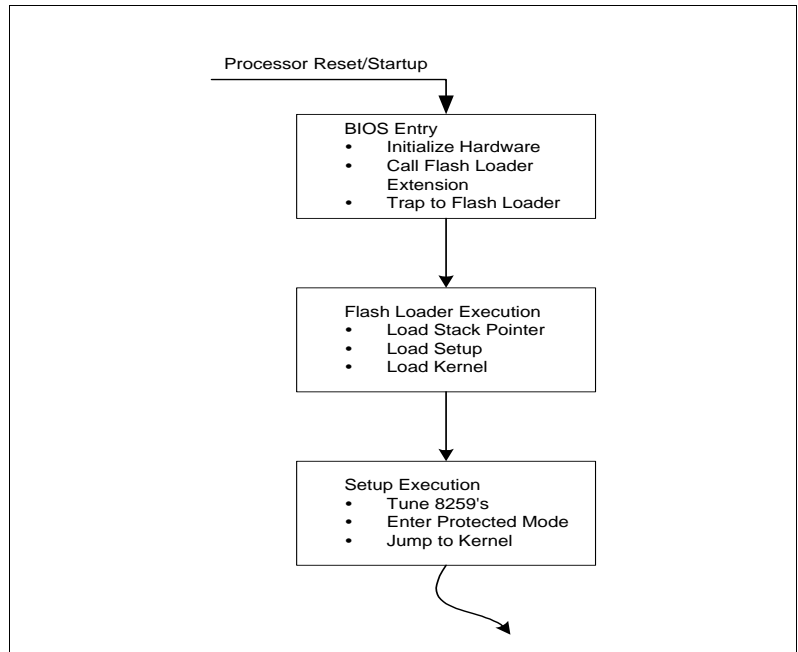 Processor Reset/Startup
BIOS Entry
• Initialize Hardware
• Call Flash Loader
Extension
• Trap to Flash Loader
Flash Loader Execution
• Load Stack Pointer
• Load Setup
• Load Kernel
Setup Execution
• Tune 8259's
• Enter Protected Mode
• Jump to Kernel